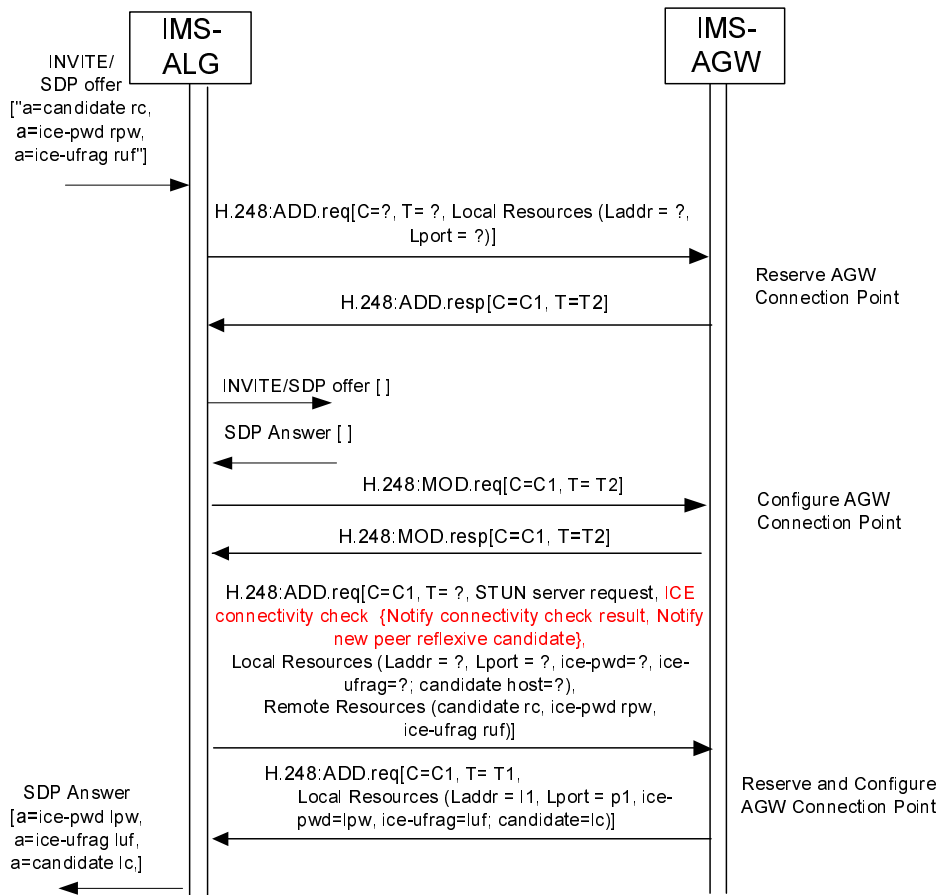 IMS-
ALG
IMS-
AGW
INVITE/
SDP offer
["a=candidate rc,
a=ice-pwd rpw,
a=ice-ufrag ruf"]
H.248:ADD.req[C=?, T= ?, Local Resources (Laddr = ?,
Lport = ?)]
Reserve AGW
Connection Point
H.248:ADD.resp[C=C1, T=T2]
INVITE/SDP offer [ ]
SDP Answer [ ]
H.248:MOD.req[C=C1, T= T2]
Configure AGW
Connection Point
H.248:MOD.resp[C=C1, T=T2]
H.248:ADD.req[C=C1, T= ?, STUN server request, ICE
connectivity check {Notify connectivity check result, Notify
new peer reflexive candidate},
Local Resources (Laddr = ?, Lport = ?, ice-pwd=?, ice-
ufrag=?; candidate host=?),
Remote Resources (candidate rc, ice-pwd rpw,
ice-ufrag ruf)]
H.248:ADD.req[C=C1, T= T1,
Local Resources (Laddr = l1, Lport = p1, ice-
pwd=lpw, ice-ufrag=luf; candidate=lc)]
Reserve and Configure
AGW Connection Point
SDP Answer
[a=ice-pwd lpw,
a=ice-ufrag luf,
a=candidate lc,]